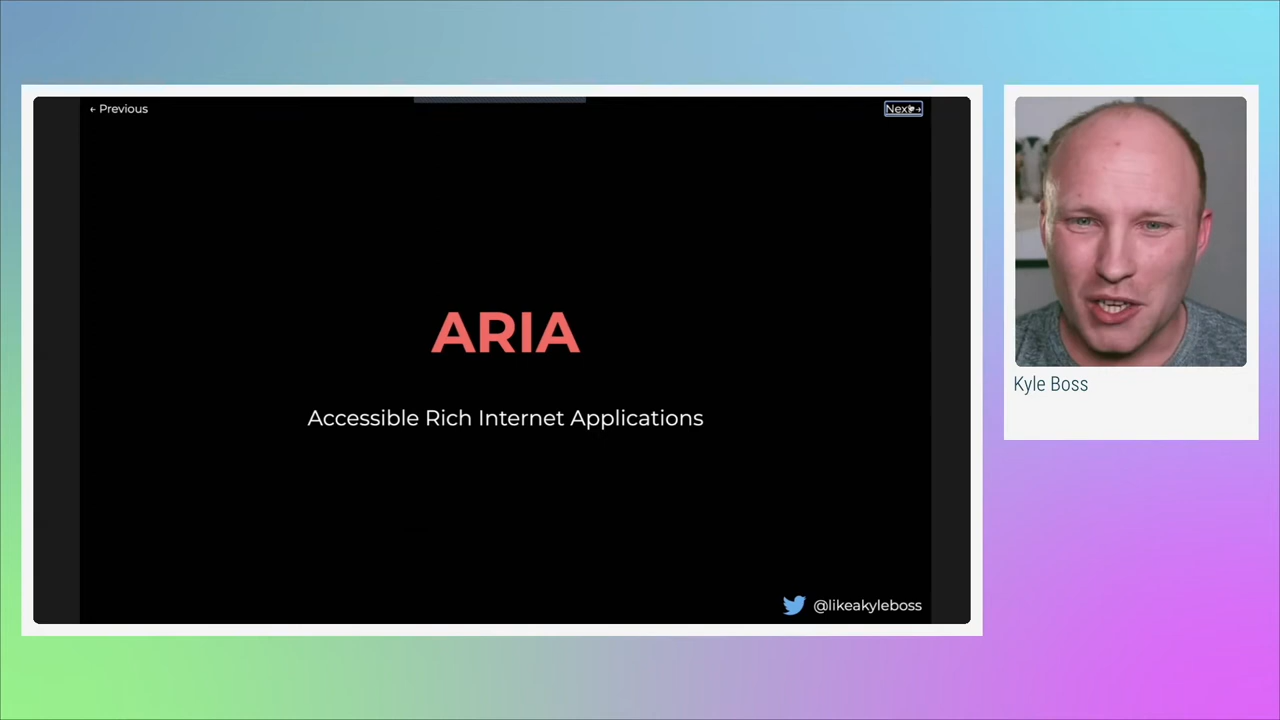 ← Previous
Next →
ARIA
Accessible Rich Internet Applications
@likeakyleboss
Kyle Boss